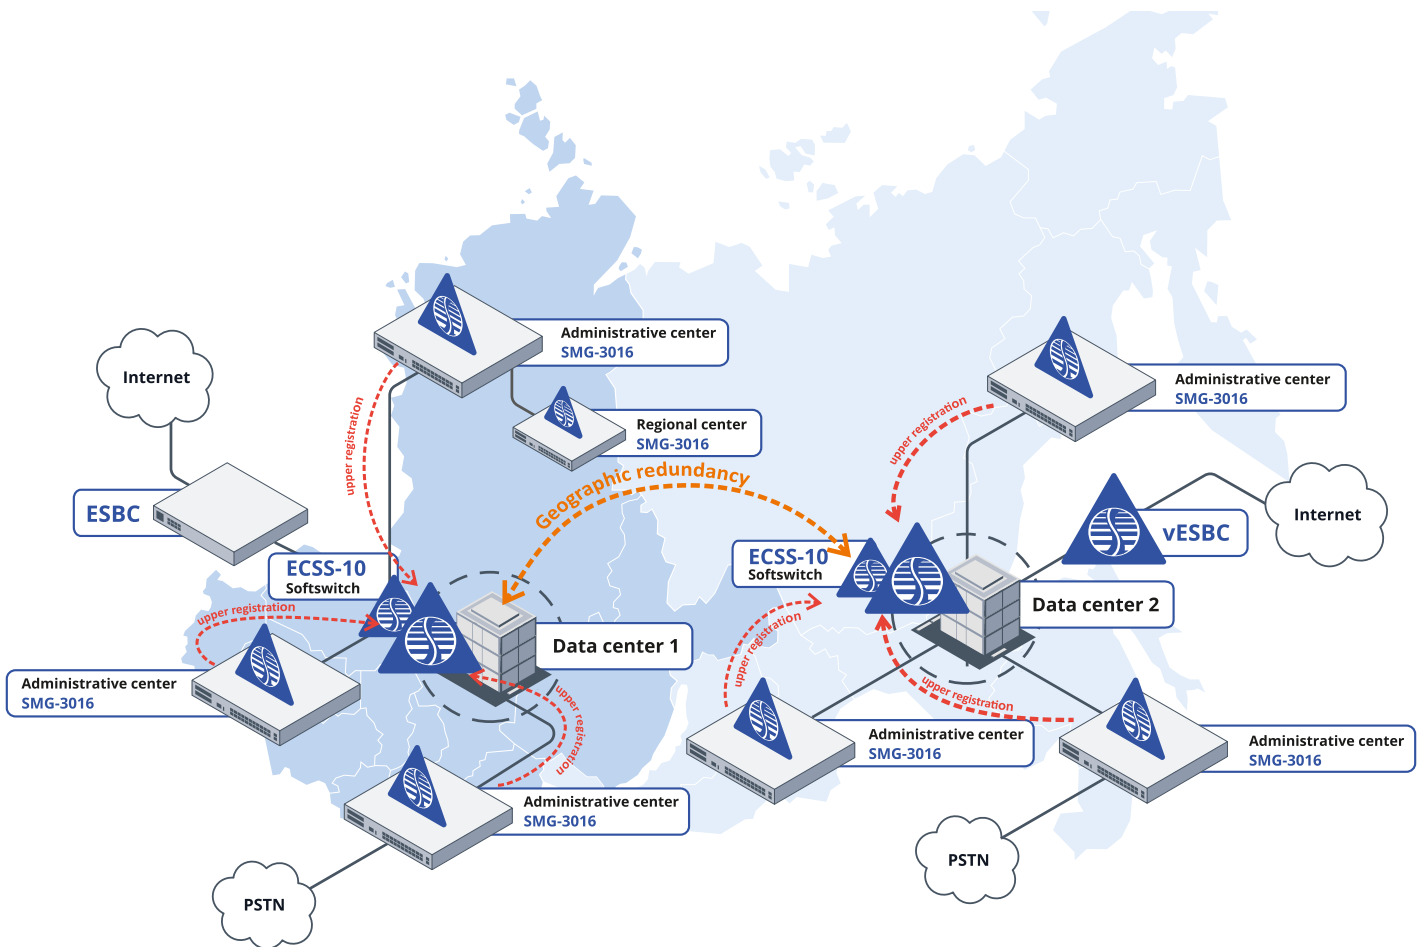 Administrative center
SMG-3016
Internet
Administrative center
SMG-3016
upper registration
Regional center
SMG-3016
upper registration
Geographic redundancy
ESBC
vESBC
Internet
ECSS-10
Softswitch
ECSS-10
Softswitch
upper registration
Data center 1
Data center 2
upper registration
Administrative center
SMG-3016
upper registration
upper registration
Administrative center
SMG-3016
Administrative center
SMG-3016
Administrative center
SMG-3016
PSTN
PSTN